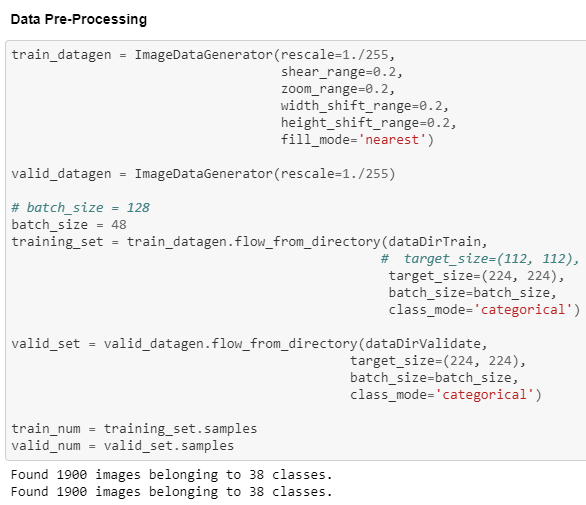 Data Pre-Processing
train_datagen = ImageDataGenerator(rescale=1./255,
shear_range=0.2,
zoom_range=0.2,
width_shift_range=0.2,
height_shift_range=0.2,
fill_mode='nearest')
valid_datagen = ImageDataGenerator(rescale=1./255)
# batch_size = 128
batch_size = 48
training_set = train_datagen.flow_from_directory(dataDirTrain,
#  target_size=(112, 112),
target_size=(224, 224),
batch_size=batch_size,
class_mode='categorical')
valid_set = valid_datagen.flow_from_directory(dataDirValidate,
target_size=(224, 224),
batch_size=batch_size,
class_mode='categorical')
train_num = training_set.samples
valid_num = valid_set.samples
Found 1900 images belonging to 38 classes.
Found 1900 images belonging to 38 classes.